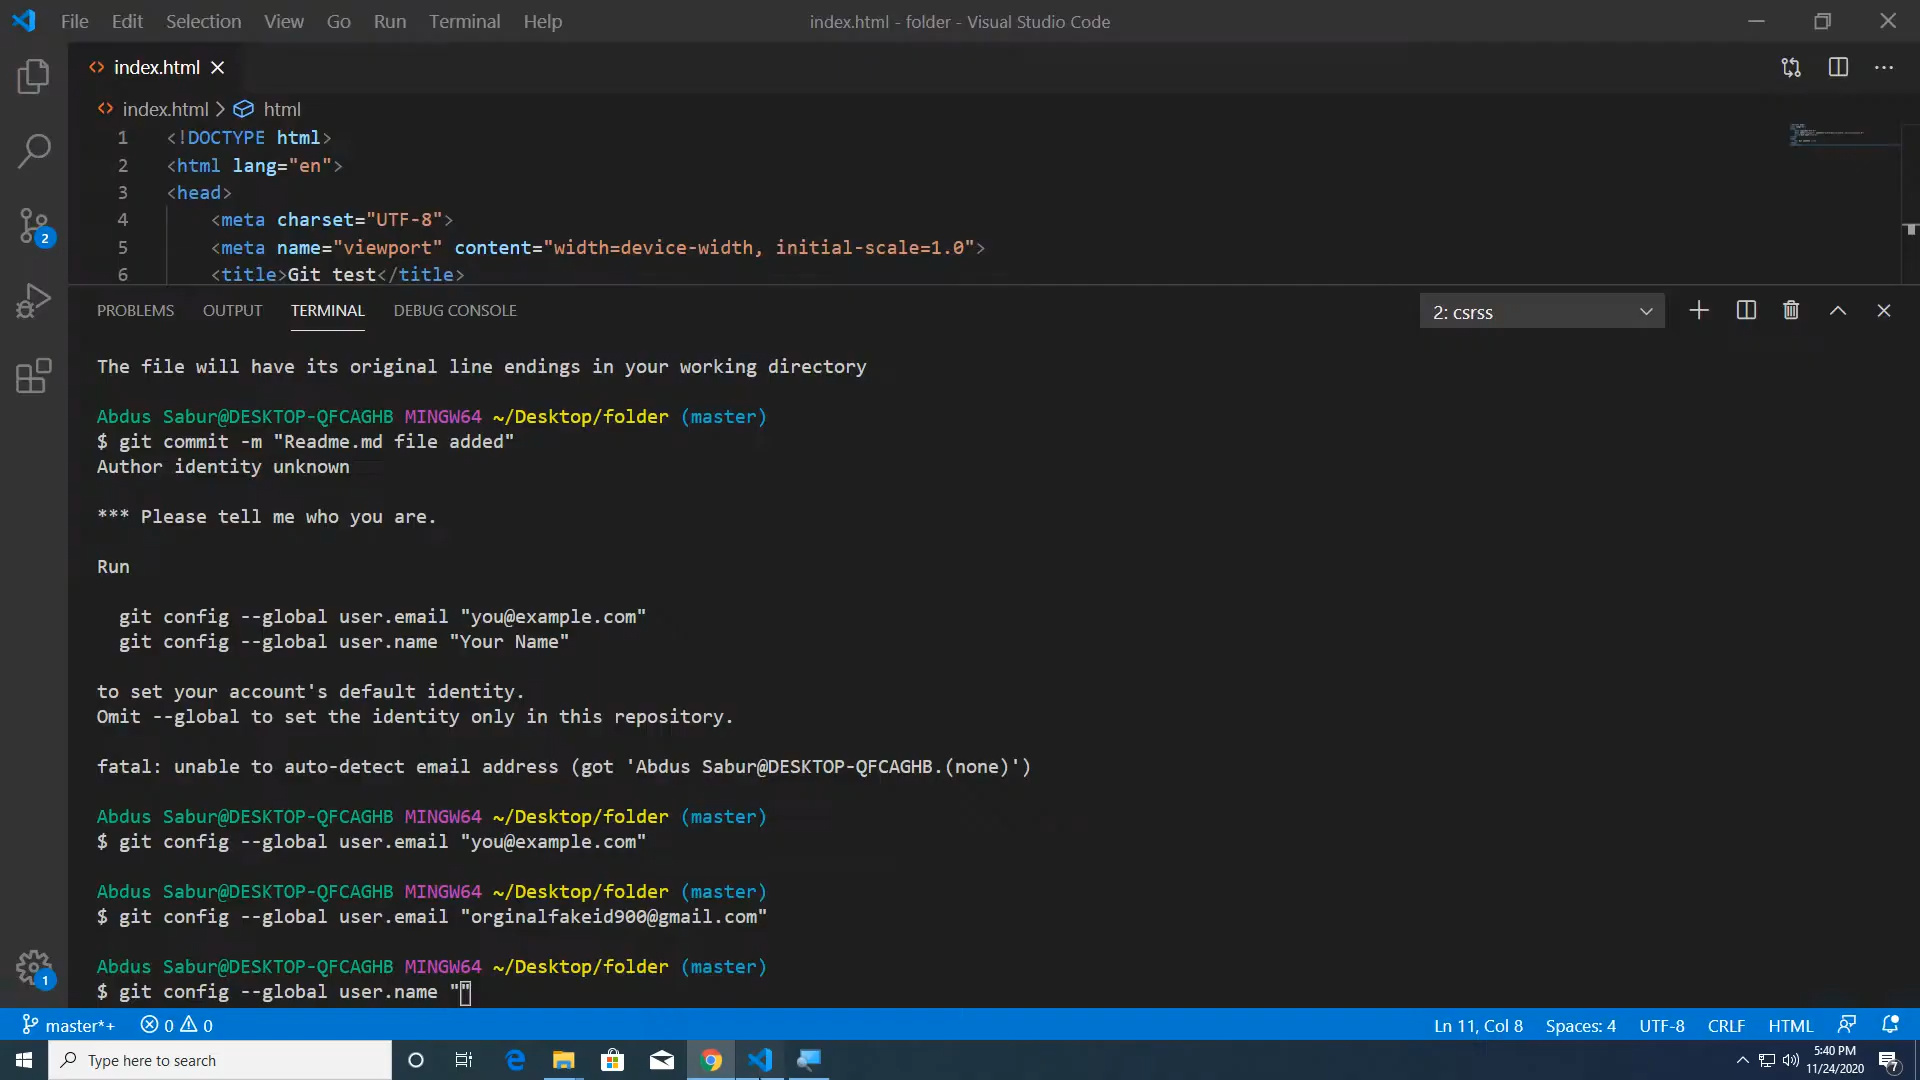 File Edit Selection View Go Run Terminal Help
index.html - folder - Visual Studio Code
index.html
index.html > html
1 <!DOCTYPE html>
2 <html lang="en">
3 <head>
4 <meta charset="UTF-8">
5 <meta name="viewport" content="width=device-width, initial-scale=1.0">
6 <title>Git test</title>
2
PROBLEMS OUTPUT TERMINAL DEBUG CONSOLE
2: csrss
The file will have its original line endings in your working directory
Abdus Sabur@DESKTOP-QFCAGHB MINGW64 ~/Desktop/folder (master)
$ git commit -m "Readme.md file added"
Author identity unknown
*** Please tell me who you are.
Run
git config --global user.email "you@example.com"
git config --global user.name "Your Name"
to set your account's default identity.
Omit --global to set the identity only in this repository.
fatal: unable to auto-detect email address (got 'Abdus Sabur@DESKTOP-QFCAGHB.(none)')
Abdus Sabur@DESKTOP-QFCAGHB MINGW64 ~/Desktop/folder (master)
$ git config --global user.email "you@example.com"
Abdus Sabur@DESKTOP-QFCAGHB MINGW64 ~/Desktop/folder (master)
$ git config --global user.email "orginalfakeid900@gmail.com"
Abdus Sabur@DESKTOP-QFCAGHB MINGW64 ~/Desktop/folder (master)
$ git config --global user.name ""
1
master*+ 0 0
Ln 11, Col 8 Spaces: 4 UTF-8 CRLF HTML
Type here to search
5:40 PM
11/24/2020
7